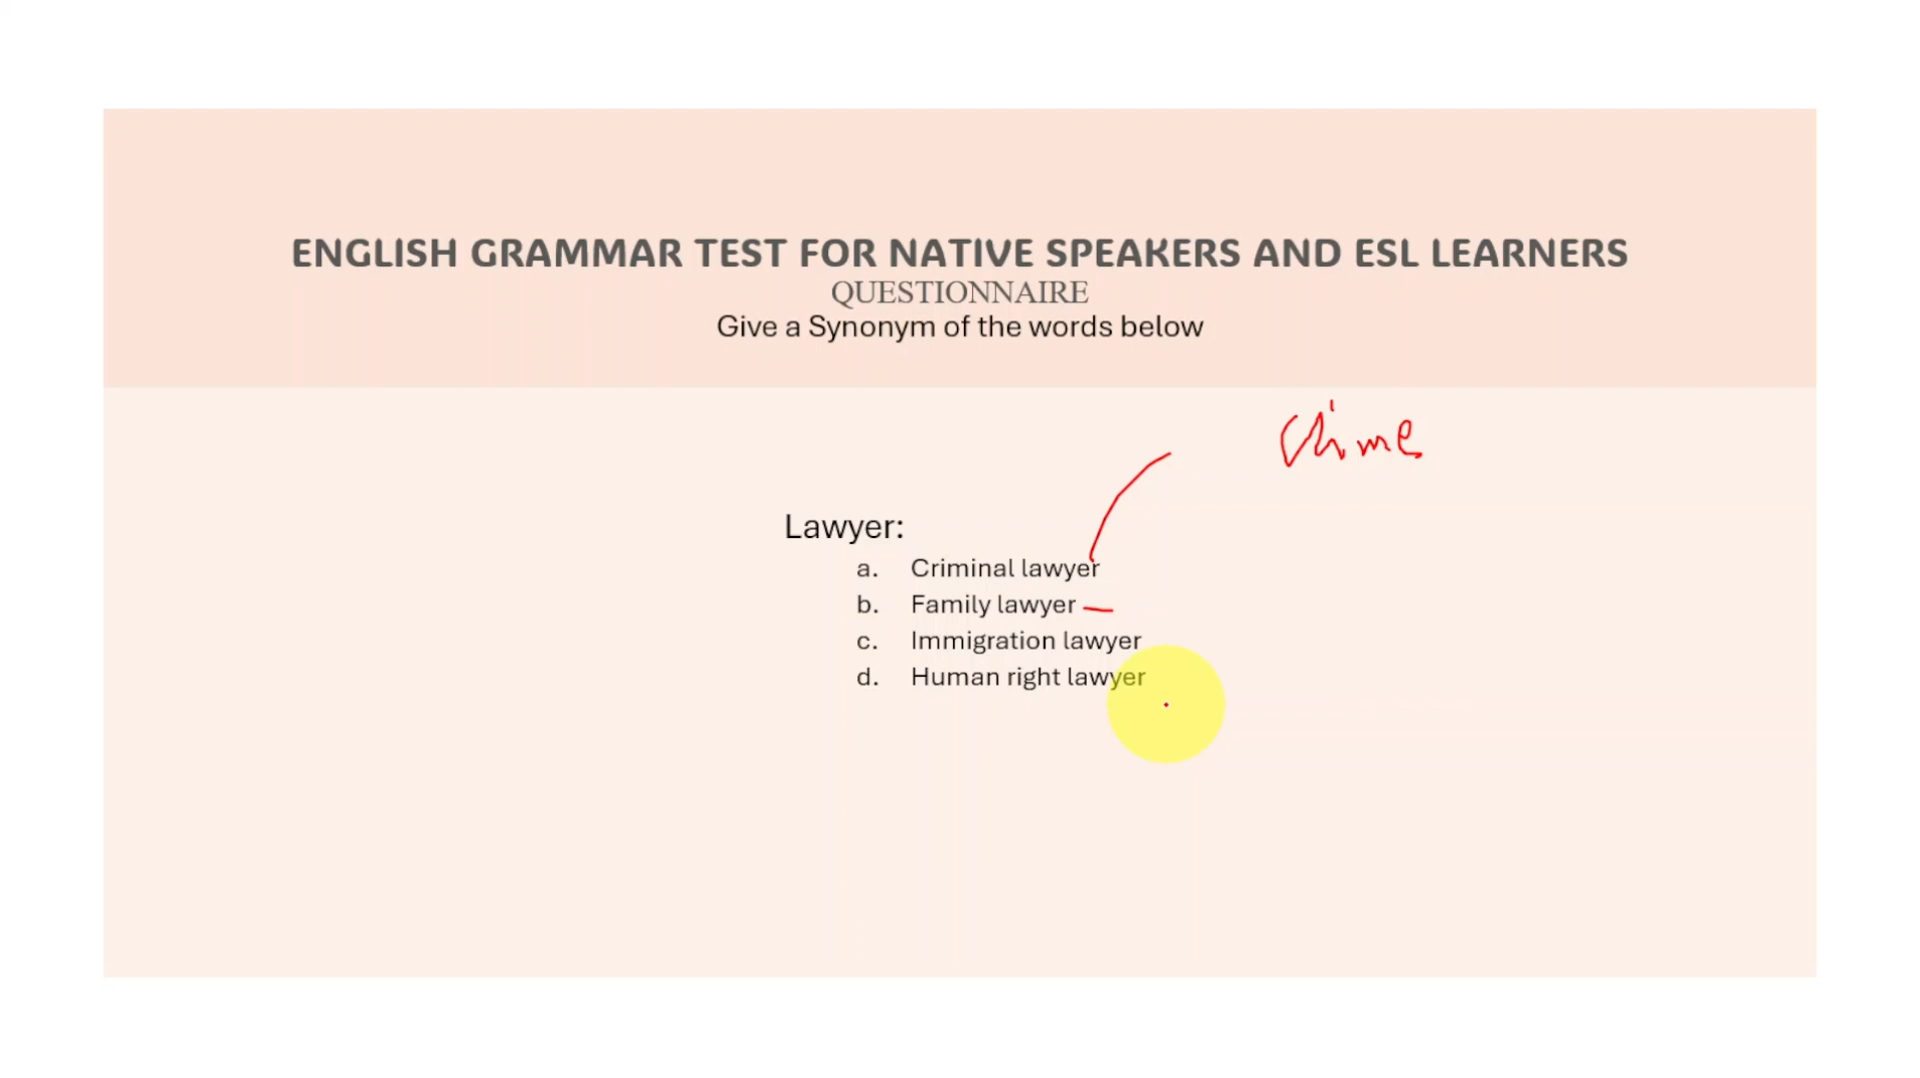 ENGLISH GRAMMAR TEST FOR NATIVE SPEAKERS AND ESL LEARNERS
QUESTIONNAIRE
Give a Synonym of the words below
Crime
Lawyer:
a. Criminal lawyer
b. Family lawyer
c. Immigration lawyer
d. Human right lawyer